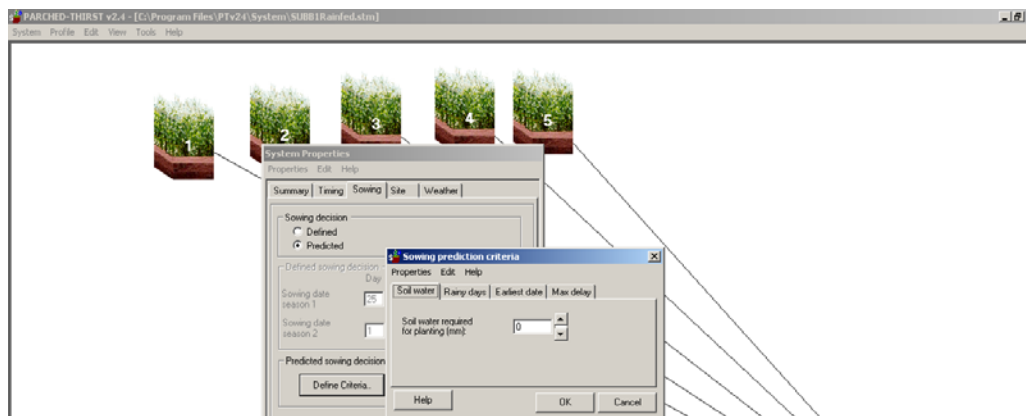 PARCHED-THIRST v2.4 - [C:\Program Files\PTv24\System\SUBB1Rainfed.stm]
System Profile Edit View Tools Help
1 2 3 4 5
System Properties
Properties Edit Help
Summary Timing Sowing Site Weather
Sowing decision
Defined
Predicted
Defined sowing decision
Day
Sowing date
season 1
25
Sowing date
season 2
1
Predicted sowing decision
Define Criteria..
Sowing prediction criteria
Properties Edit Help
Soil water Rainy days Earliest date Max delay
Soil water required
for planting (mm):
0
Help OK Cancel